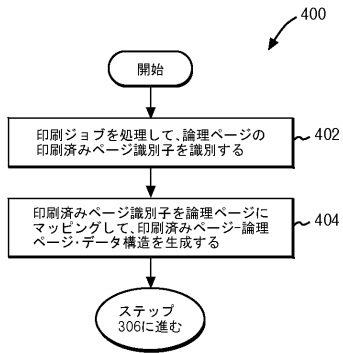 400
開始
印刷ジョブを処理して、論理ページの
印刷済みページ識別子を識別する
402
印刷済みページ識別子を論理ページに
マッピングして、印刷済みページ-論理
ページ・データ構造を生成する
404
ステップ
306に進む